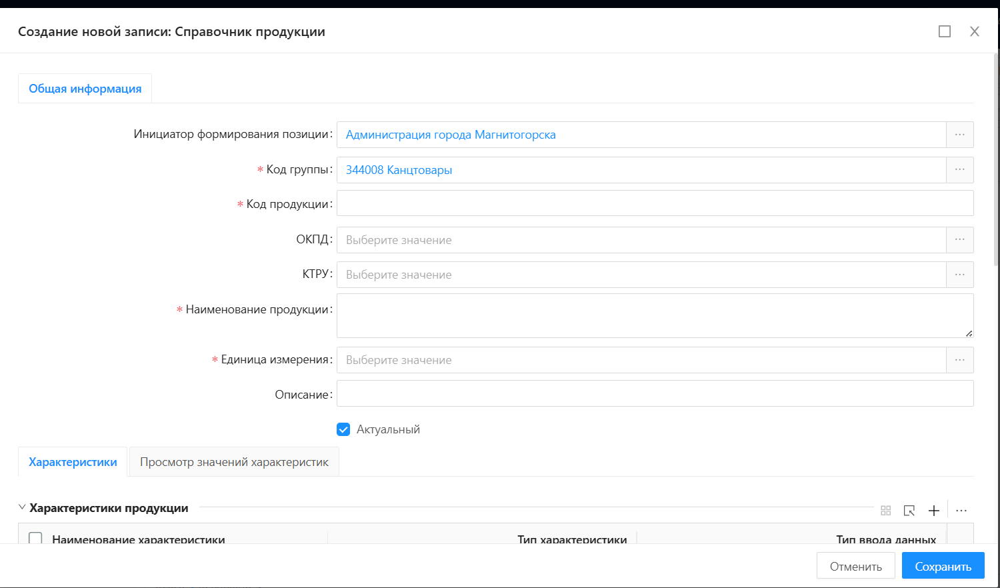 Создание новой записи: Справочник продукции
Общая информация
Инициатор формирования позиции: Администрация города Магнитогорска ...
* Код группы: 344008 Канцтовары ...
* Код продукции:
ОКПД: Выберите значение ...
КТРУ: Выберите значение ...
* Наименование продукции:
* Единица измерения: Выберите значение ...
Описание:
Актуальный
Характеристики Просмотр значений характеристик
Характеристики продукции ...
Наименование характеристики Тип характеристики Тип ввода данных
Отменить Сохранить